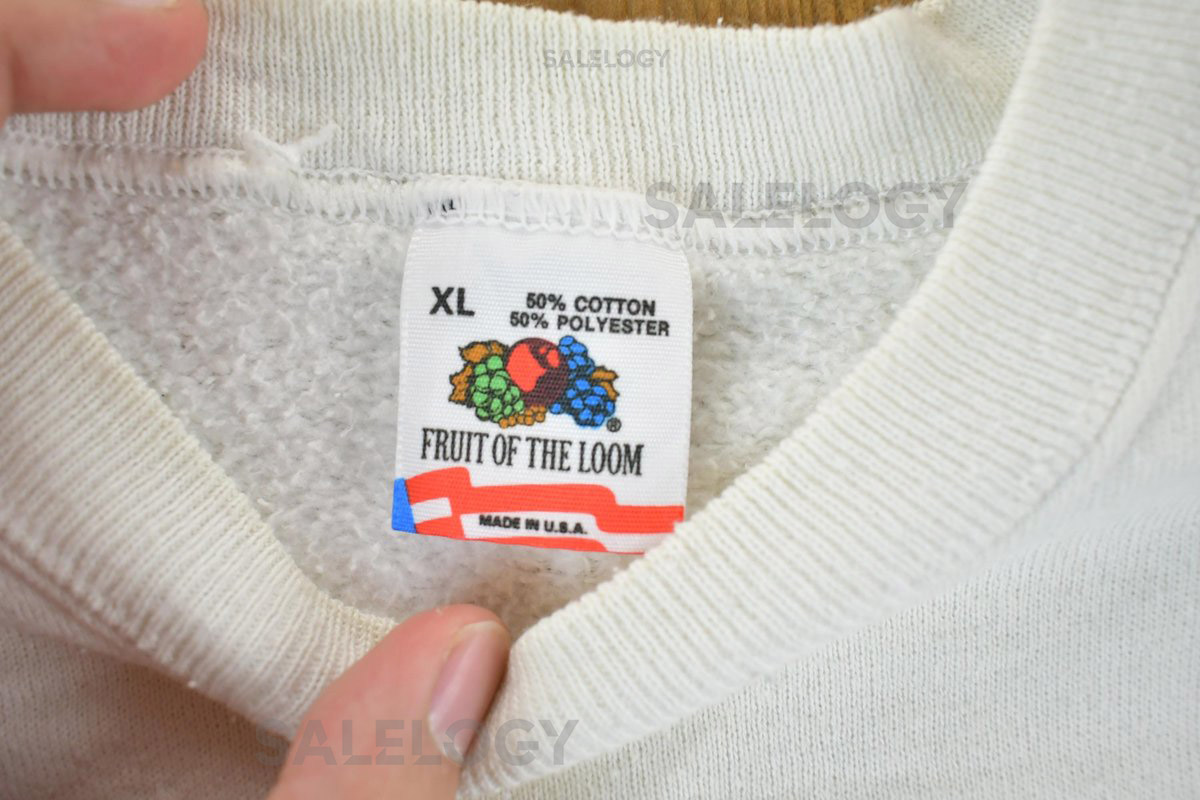 SALELOGY
SALELOGY
XL
50% COTTON
50% POLYESTER
®
FRUIT OF THE LOOM
MADE IN U.S.A.
SALELOGY